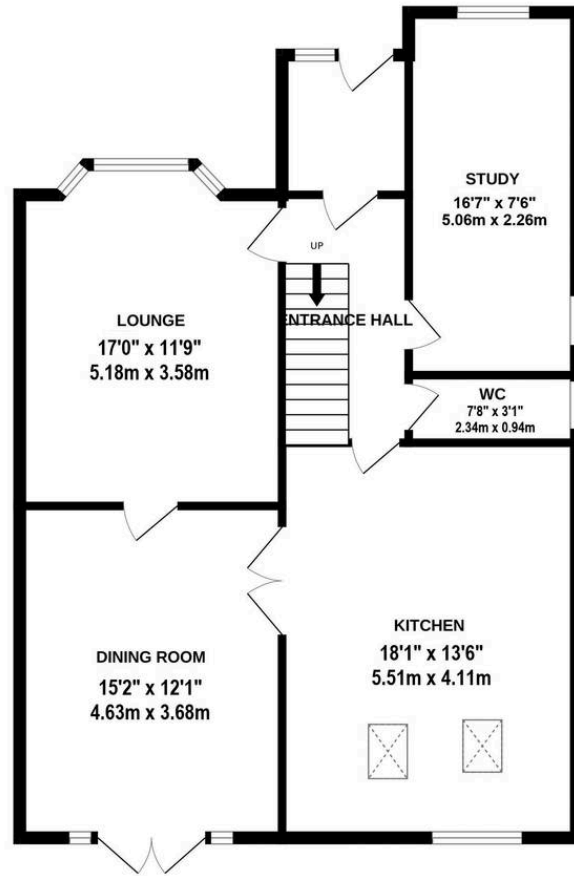 STUDY
16'7" x 7'6"
5.06m x 2.26m
UP
ENTRANCE HALL
LOUNGE
17'0" x 11'9"
5.18m x 3.58m
WC
7'8" x 3'1"
2.34m x 0.94m
KITCHEN
18'1" x 13'6"
5.51m x 4.11m
DINING ROOM
15'2" x 12'1"
4.63m x 3.68m